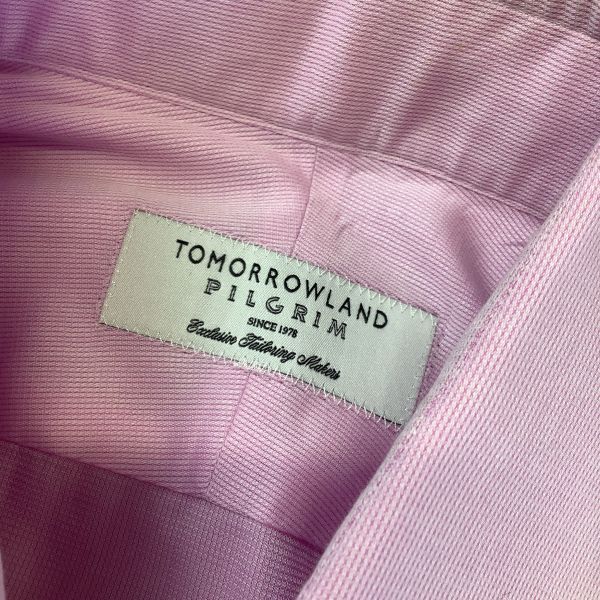 TOMORROWLAND
PILGRIM
SINCE 1978
Exclusive Tailoring Makers